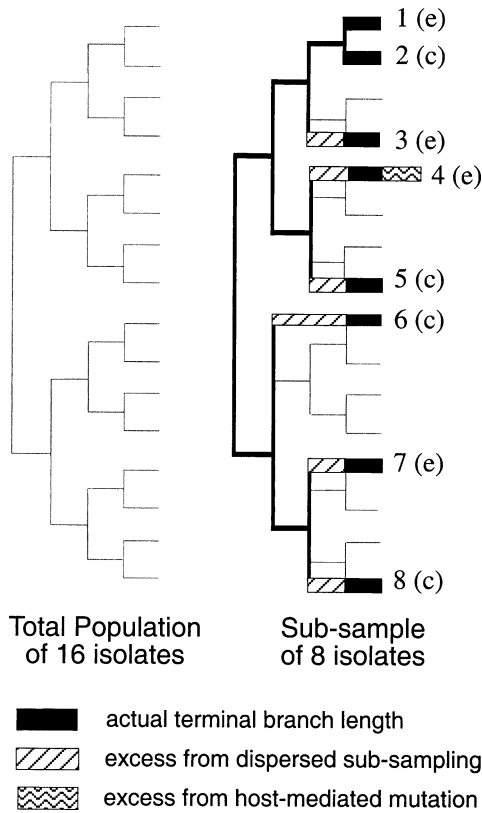 1 (e)
2 (c)
3 (e)
4 (e)
5 (c)
6 (c)
7 (e)
8 (c)
Total Population
of 16 isolates
Sub-sample
of 8 isolates
actual terminal branch length
excess from dispersed sub-sampling
excess from host-mediated mutation